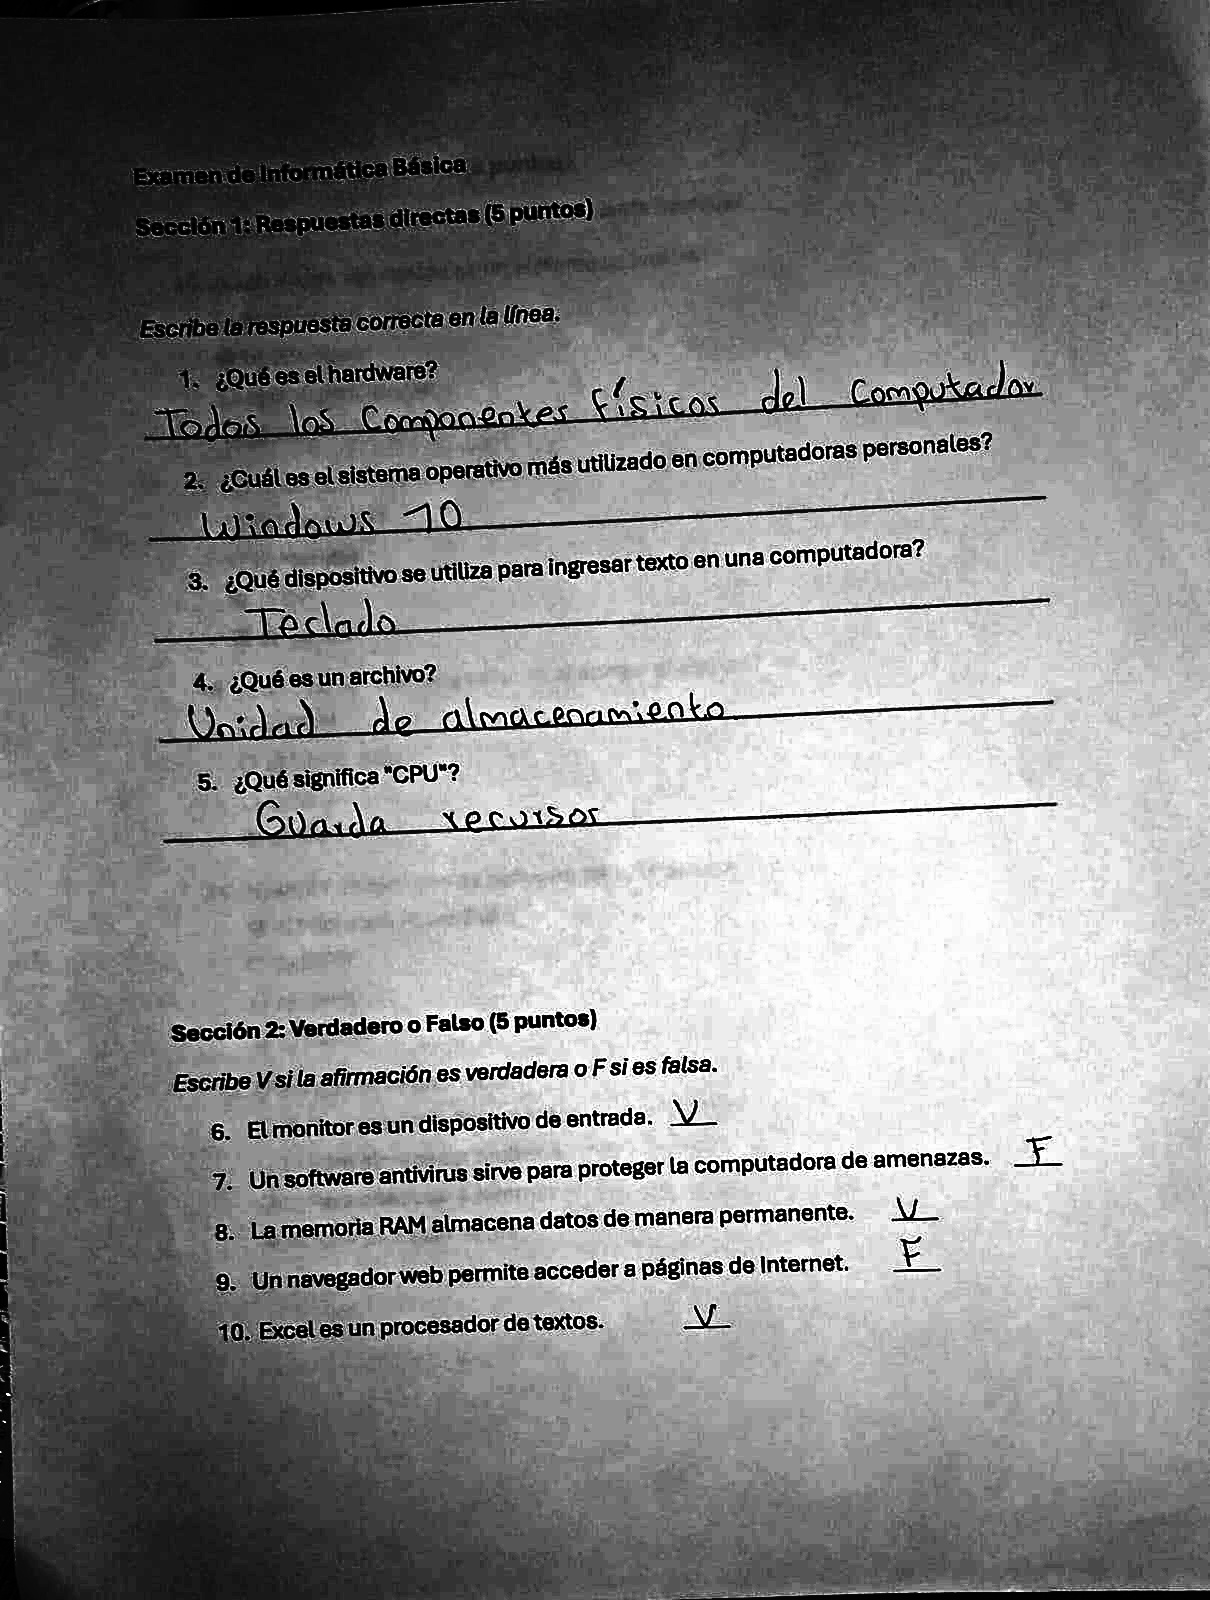 Examen de Informática Básica
Sección 1: Respuestas directas (5 puntos)
Escribe la respuesta correcta en la línea.
1. ¿Qué es el hardware?
Todos los Componentes físicos del Computador
2. ¿Cuál es el sistema operativo más utilizado en computadoras personales?
Windows 10
3. ¿Qué dispositivo se utiliza para ingresar texto en una computadora?
Teclado
4. ¿Qué es un archivo?
Unidad de almacenamiento
5. ¿Qué significa "CPU"?
Guarda recursos
Sección 2: Verdadero o Falso (5 puntos)
Escribe V si la afirmación es verdadera o F si es falsa.
6. El monitor es un dispositivo de entrada. V
7. Un software antivirus sirve para proteger la computadora de amenazas. F
8. La memoria RAM almacena datos de manera permanente. V
9. Un navegador web permite acceder a páginas de Internet. F
10. Excel es un procesador de textos. V